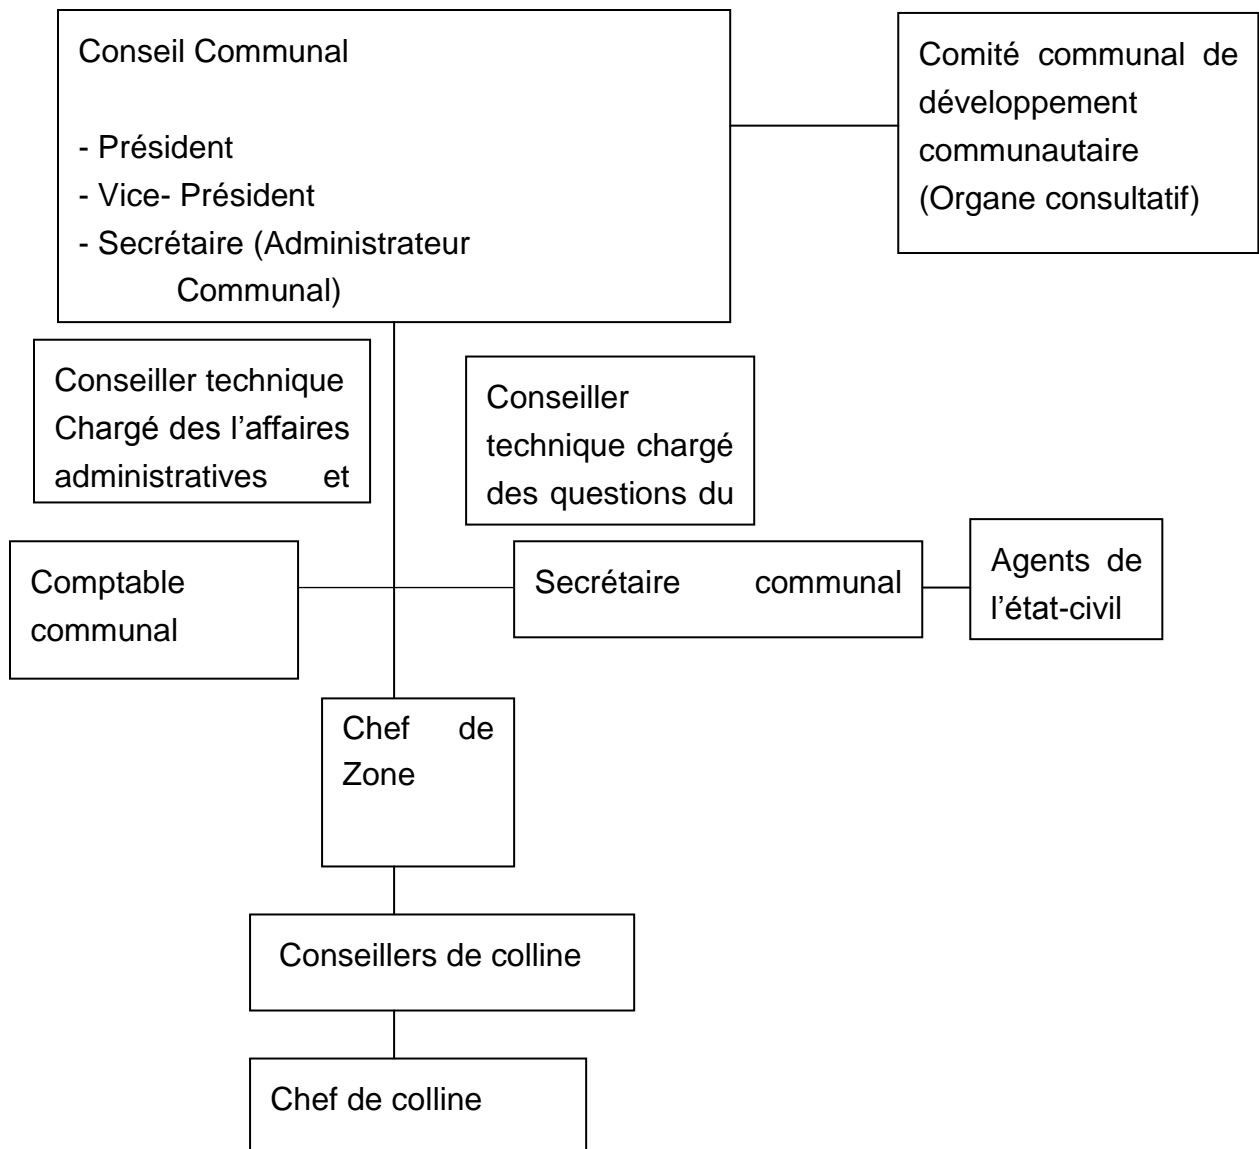 Conseil Communal
- Président
- Vice- Président
- Secrétaire (Administrateur
Communal)
Comité communal de
développement
communautaire
(Organe consultatif)
Conseiller technique
Chargé des l’affaires
administratives et
Conseiller
technique chargé
des questions du
Comptable
communal
Secrétaire communal
Agents de
l’état-civil
Chef de
Zone
Conseillers de colline
Chef de colline